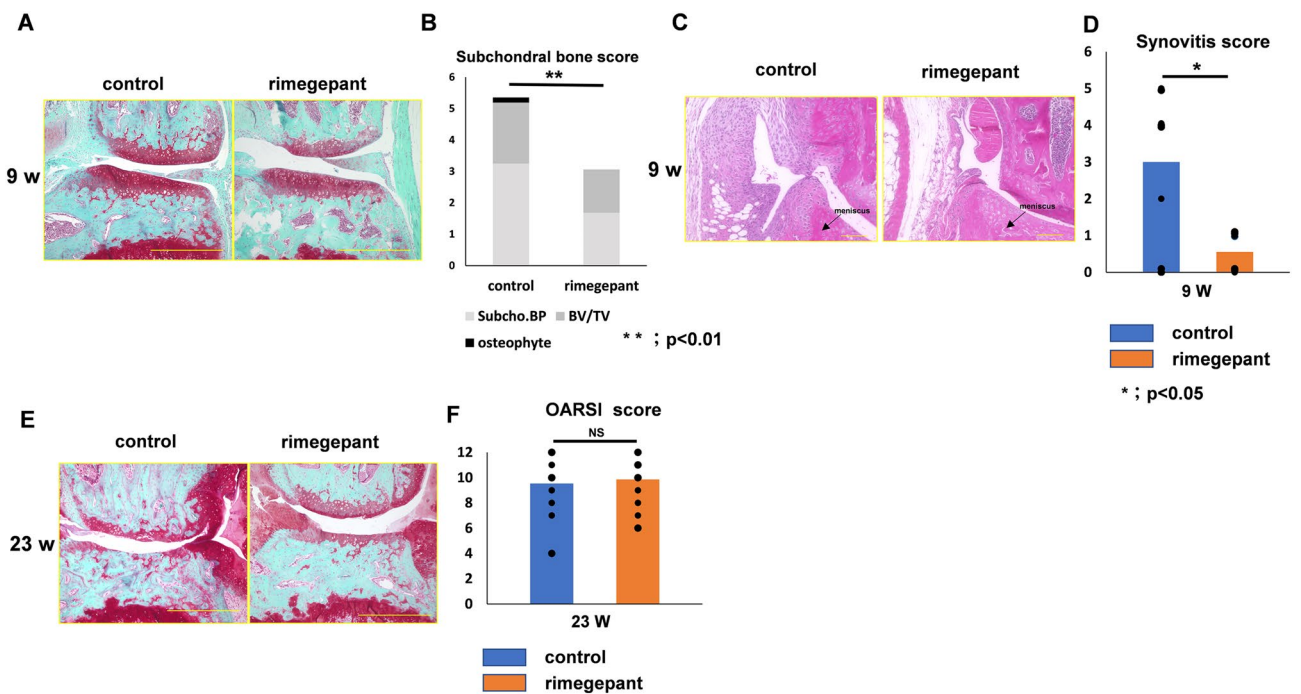 A
control
rimegepant
9 w
B
Subchondral bone score
**
6
5
4
3
2
1
0
control
rimegepant
Subcho.BP
BV/TV
osteophyte
** ; p<0.01
C
control
rimegepant
9 w
meniscus
meniscus
D
Synovitis score
*
6
5
4
3
2
1
0
9 W
control
rimegepant
* ; p<0.05
E
control
rimegepant
23 w
F
OARSI score
NS
12
10
8
6
4
2
0
23 W
control
rimegepant